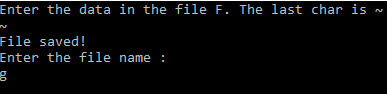 Enter the data in the file F. The last char is ~
~
File saved!
Enter the file name :
g